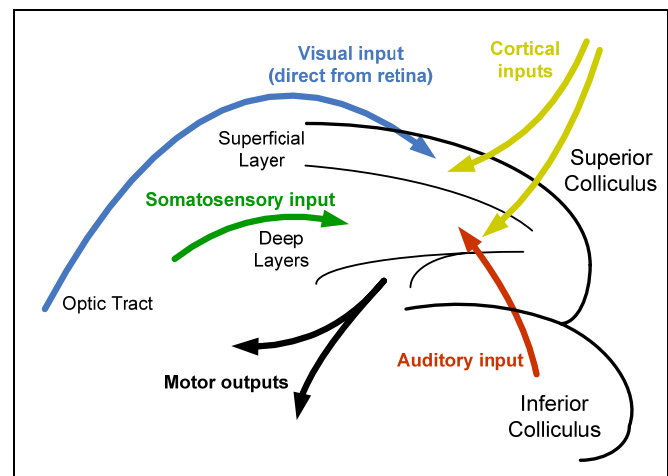 Visual input
(direct from retina)
Cortical
inputs
Superficial
Layer
Superior
Colliculus
Somatosensory input
Deep
Layers
Optic Tract
Auditory input
Motor outputs
Inferior
Colliculus